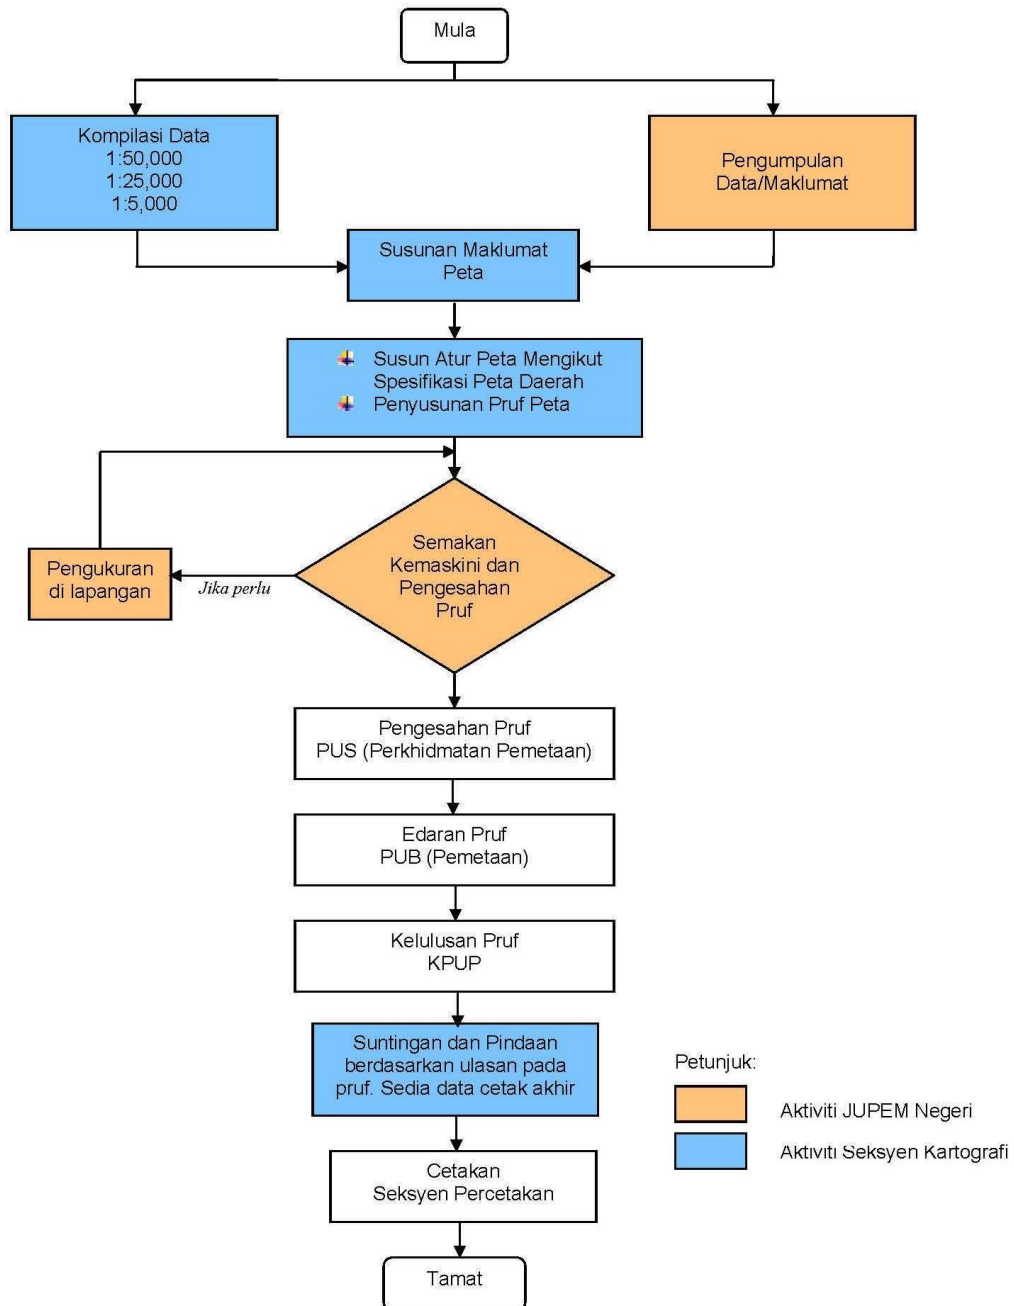 Mula
Kompilasi Data
1:50,000
1:25,000
1:5,000
Pengumpulan
Data/Maklumat
Susunan Maklumat
Peta
Susun Atur Peta Mengikut
Spesifikasi Peta Daerah
Penyusunan Pruf Peta
Semakan
Kemaskini dan
Pengesahan
Pruf
Jika perlu
Pengukuran
di lapangan
Pengesahan Pruf
PUS (Perkhidmatan Pemetaan)
Edaran Pruf
PUB (Pemetaan)
Kelulusan Pruf
KPUP
Suntingan dan Pindaan
berdasarkan ulasan pada
pruf. Sedia data cetak akhir
Cetakan
Seksyen Percetakan
Tamat
Petunjuk:
Aktiviti JUPEM Negeri
Aktiviti Seksyen Kartografi